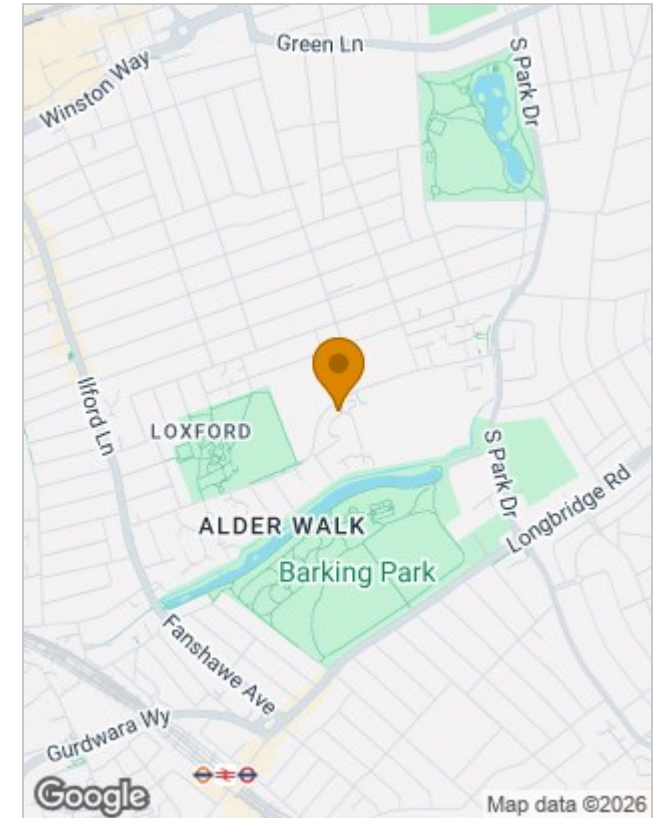 Green Ln
Winston Way
S Park Dr
Ilford Ln
LOXFORD
S Park Dr
Longbridge Rd
ALDER WALK
Barking Park
Fanshawe Ave
Gurdwara Wy
Google
Map data ©2026